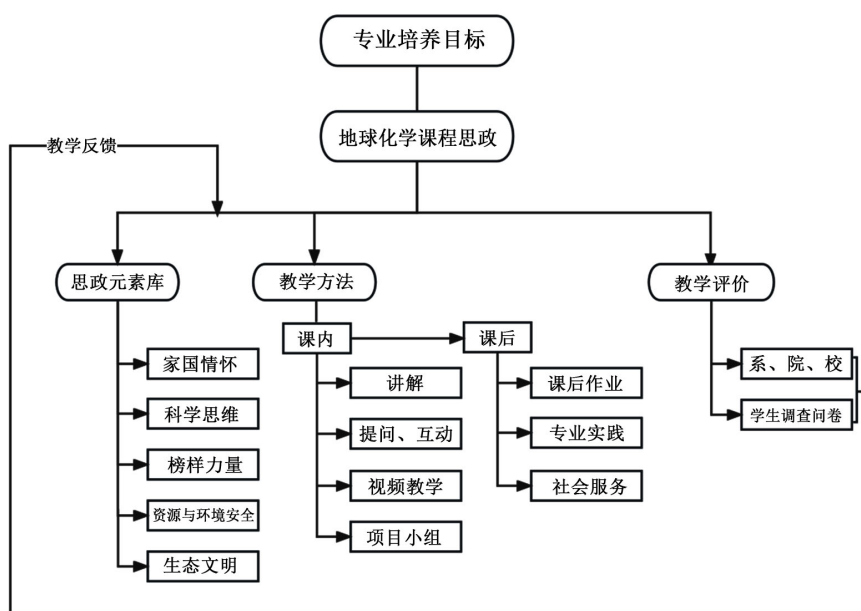 专业培养目标
地球化学课程思政
教学反馈
思政元素库
教学方法
教学评价
课内
课后
家国情怀
科学思维
榜样力量
资源与环境安全
生态文明
讲解
提问、互动
视频教学
项目小组
课后作业
专业实践
社会服务
系、院、校
学生调查问卷